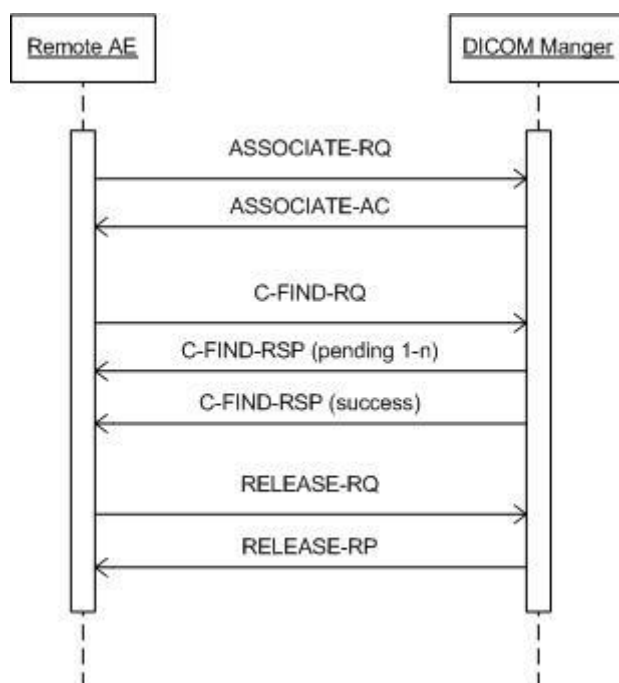 Remote AE
DICOM Manger
ASSOCIATE-RQ
ASSOCIATE-AC
C-FIND-RQ
C-FIND-RSP (pending 1-n)
C-FIND-RSP (success)
RELEASE-RQ
RELEASE-RP